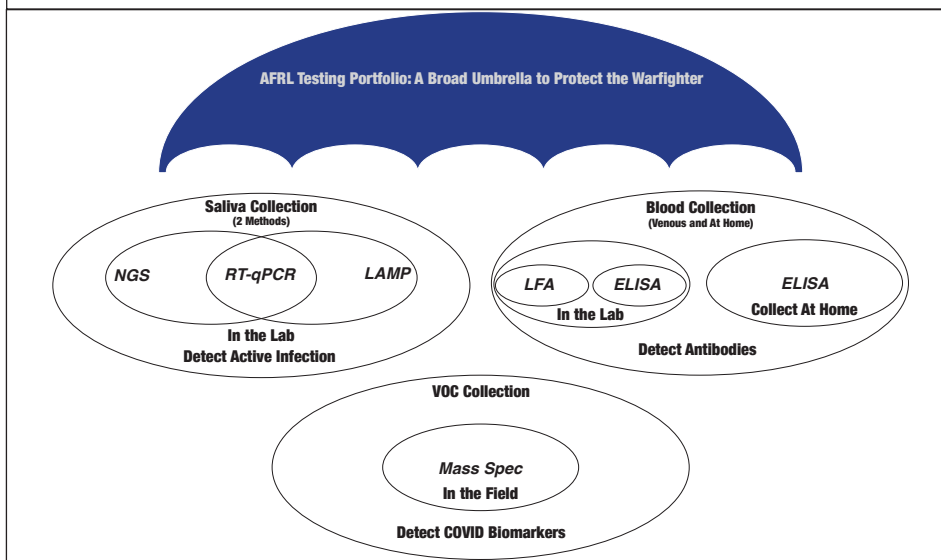 AFRL Testing Portfolio: A Broad Umbrella to Protect the Warfighter
Saliva Collection
(2 Methods)
NGS
RT-qPCR
LAMP
In the Lab
Detect Active Infection
Blood Collection
(Venous and At Home)
LFA
ELISA
In the Lab
ELISA
Collect At Home
Detect Antibodies
VOC Collection
Mass Spec
In the Field
Detect COVID Biomarkers